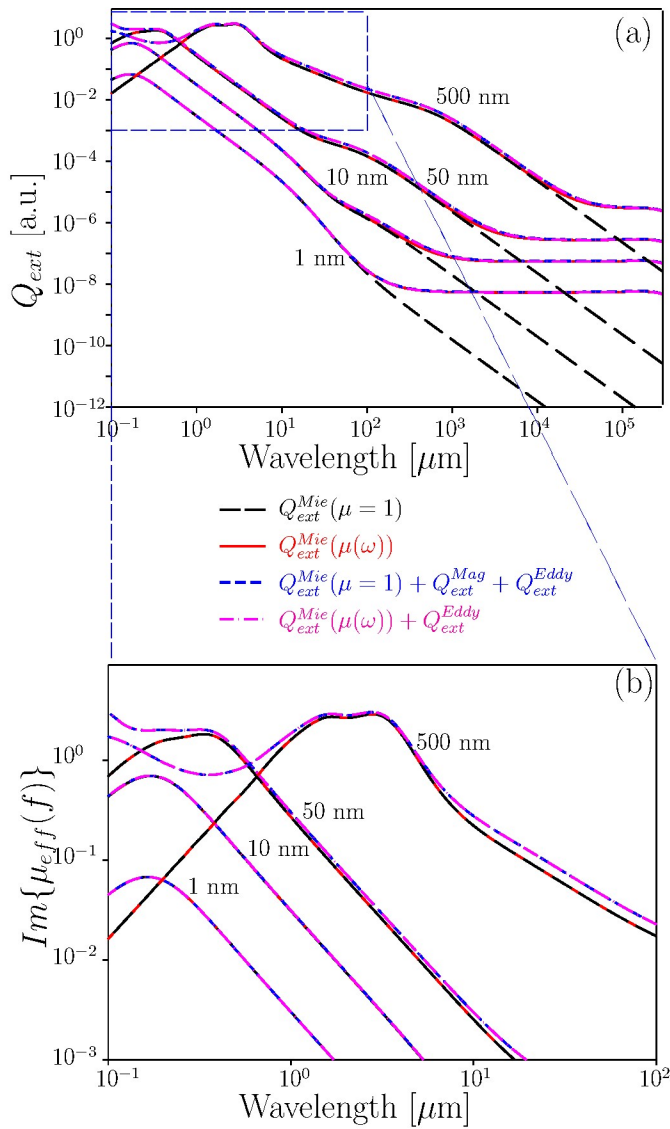 (a)
Q_ext [a.u.]
10^0
10^-2
10^-4
10^-6
10^-8
10^-10
10^-12
500 nm
50 nm
10 nm
1 nm
10^-1 10^0 10^1 10^2 10^3 10^4 10^5
Wavelength [μm]
Q_ext^Mie(μ = 1)
Q_ext^Mie(μ(ω))
Q_ext^Mie(μ = 1) + Q_ext^Mag + Q_ext^Eddy
Q_ext^Mie(μ(ω)) + Q_ext^Eddy
(b)
Im{μ_eff(f)}
10^0
10^-1
10^-2
10^-3
500 nm
50 nm
10 nm
1 nm
10^-1 10^0 10^1 10^2
Wavelength [μm]